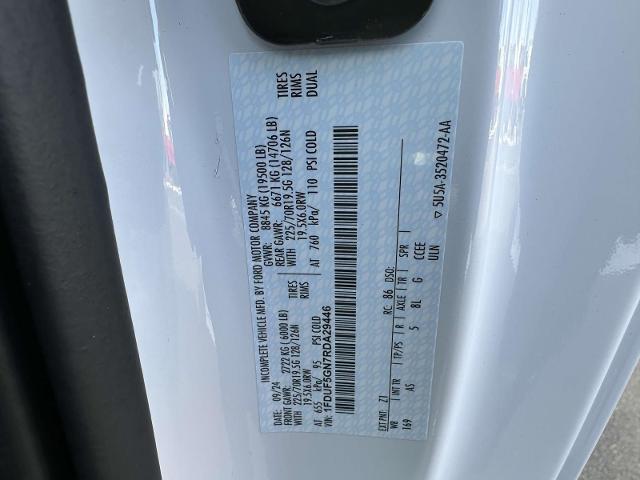 INCOMPLETE VEHICLE MFD. BY FORD MOTOR COMPANY
DATE: 09/24 GVWR: 8845 KG (19500 LB)
FRONT GAWR: 2722 KG (6000 LB) REAR GAWR: 6671 KG (14706 LB)
WITH 225/70R19.5G 128/126N TIRES WITH 225/70R19.5G 128/126N TIRES
19.5X6.0RW RIMS 19.5X6.0RW RIMS
AT 655 kPa/ 95 PSI COLD AT 760 kPa/ 110 PSI COLD DUAL
VIN: 1FDUF5GN7RDA29446
EXT PNT: Z1 RC: 86 DSO:
WB INT TR TP/PS R AXLE TR SPR
169 AS 5 8L G CCEE
ULN
▽ 5U5A-3520472-AA